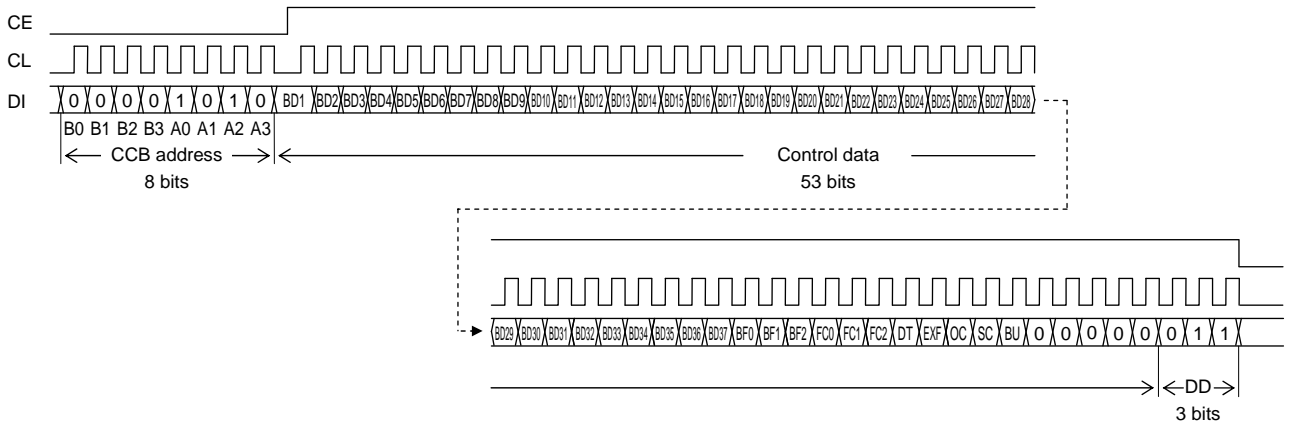 CE
CL
DI 0 0 0 0 1 0 1 0 BD1 BD2 BD3 BD4 BD5 BD6 BD7 BD8 BD9 BD10 BD11 BD12 BD13 BD14 BD15 BD16 BD17 BD18 BD19 BD20 BD21 BD22 BD23 BD24 BD25 BD26 BD27 BD28
B0 B1 B2 B3 A0 A1 A2 A3
CCB address Control data
8 bits 53 bits
BD29 BD30 BD31 BD32 BD33 BD34 BD35 BD36 BD37 BF0 BF1 BF2 FC0 FC1 FC2 DT EXF OC SC BU 0 0 0 0 0 0 1 1
DD
3 bits